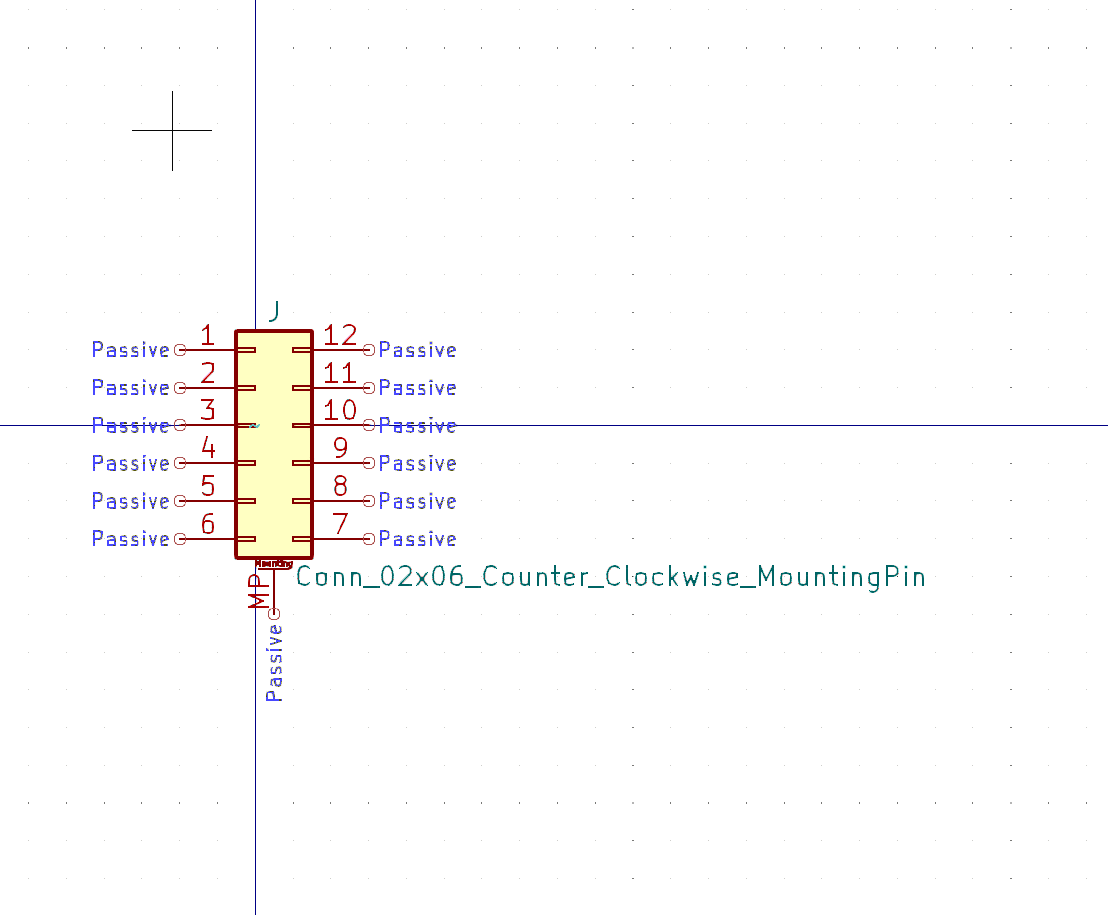 J
Passive 1 12 Passive
Passive 2 11 Passive
Passive 3 10 Passive
Passive 4 9 Passive
Passive 5 8 Passive
Passive 6 7 Passive
Mounting
Conn_02x06_Counter_Clockwise_MountingPin
MP
Passive